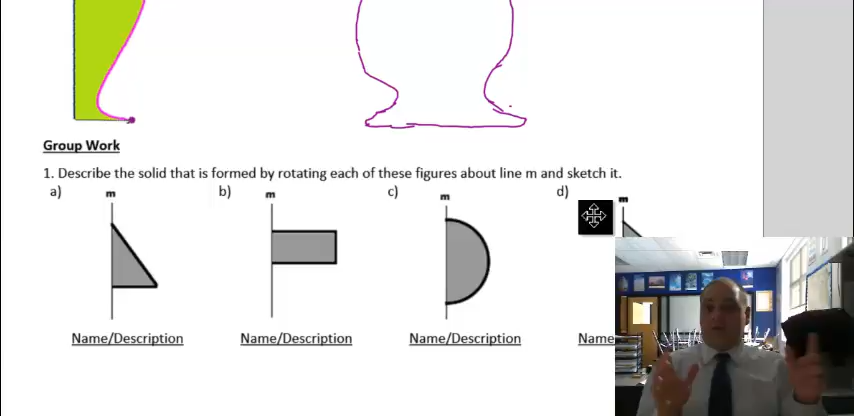 Group Work
1. Describe the solid that is formed by rotating each of these figures about line m and sketch it.
a) b) c) d)
m m m m
Name/Description Name/Description Name/Description Name